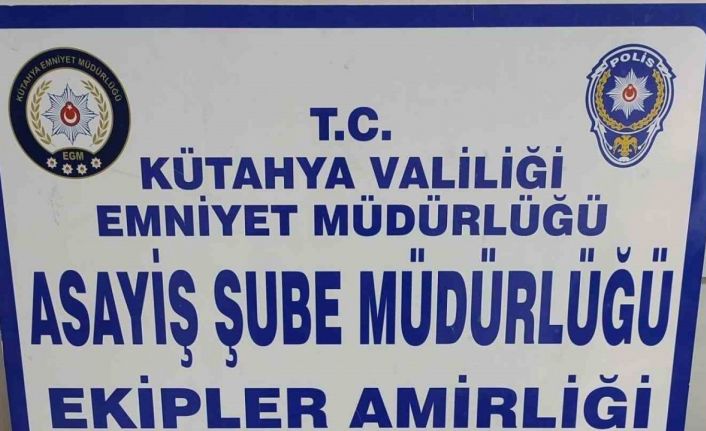 KÜTAHYA EMNİYET MÜDÜRLÜĞÜ
EGM
POLİS
T.C.
KÜTAHYA VALİLİĞİ
EMNİYET MÜDÜRLÜĞÜ
ASAYİŞ ŞUBE MÜDÜRLÜĞÜ
EKİPLER AMİRLİĞİ